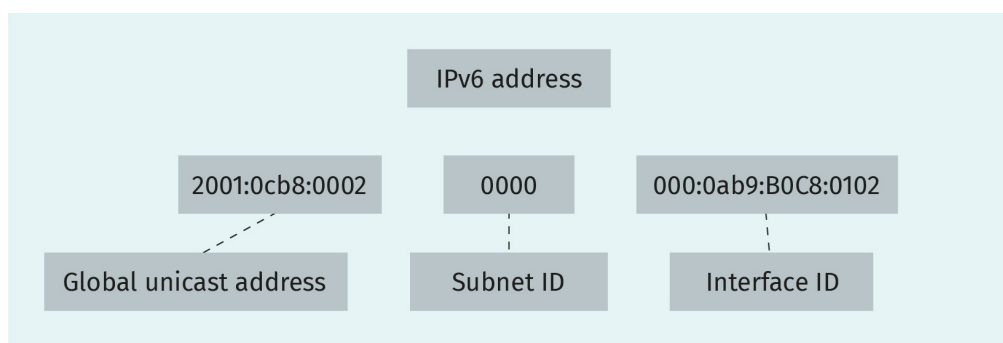 IPv6 address
2001:0cb8:0002
0000
000:0ab9:B0C8:0102
Global unicast address
Subnet ID
Interface ID